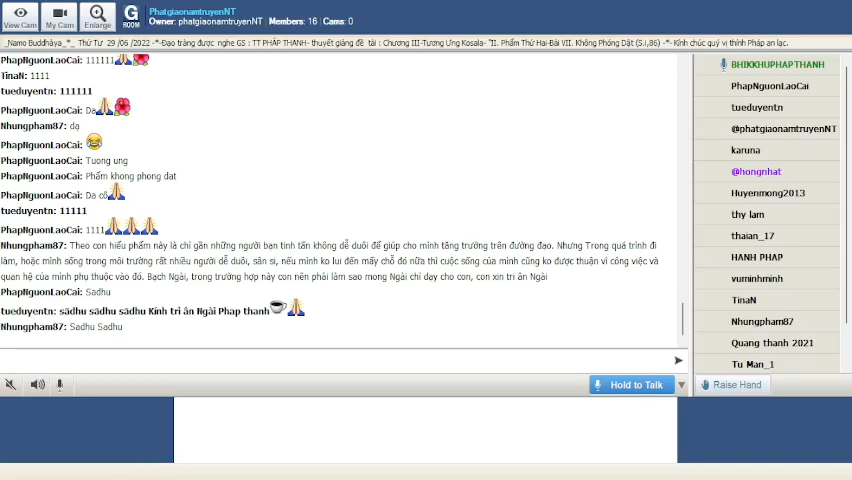 View Cam
My Cam
Enlarge
G
ROOM
PhatgiaonamtruyenNT
Owner: phatgiaonamtruyenNT | Members: 16 | Cams: 0
_Namo Buddhàya_*_ Thứ Tư 29 /06 /2022 -*-Đạo tràng được nghe GS : TT PHÁP THANH- thuyết giảng đề tài : Chương III-Tương Ưng Kosala- "II. Phẩm Thứ Hai-Đài VII. Không Phóng Dật (S.i,86) -*-Kính chúc quý vị thính Pháp an lạc.
PhapNguonLaoCai: 111111
TinaN: 1111
tueduyentn: 111111
PhapNguonLaoCai: Da
Nhungpham87: dạ
PhapNguonLaoCai:
PhapNguonLaoCai: Tuong ung
PhapNguonLaoCai: Phẩm khong phong dat
PhapNguonLaoCai: Da cô
tueduyentn: 11111
PhapNguonLaoCai: 1111
Nhungpham87: Theo con hiểu phẩm này là chỉ gần những người bạn tinh tấn không dễ duôi để giúp cho mình tăng trưởng trên đường đạo. Nhưng Trong quá trình đi
làm, hoặc mình sống trong môi trường rất nhiều người dễ duôi, sân si, nếu mình ko lui đến mấy chỗ đó nữa thì cuộc sống của mình cũng ko được thuận vì công việc và
quan hệ của mình phụ thuộc vào đó. Bạch Ngài, trong trường hợp này con nên phải làm sao mong Ngài chỉ dạy cho con, con xin tri ân Ngài
PhapNguonLaoCai: Sadhu
tueduyentn: sādhu sādhu sādhu Kính tri ân Ngài Phap thanh
Nhungpham87: Sadhu Sadhu
Hold to Talk
BHIKKHUPHAPTHANH
PhapNguonLaoCai
tueduyentn
@phatgiaonamtruyenNT
karuna
@hongnhat
Huyenmong2013
thy lam
thaian_17
HANH PHAP
vuminhminh
TinaN
Nhungpham87
Quang thanh 2021
Tu Man_1
Raise Hand